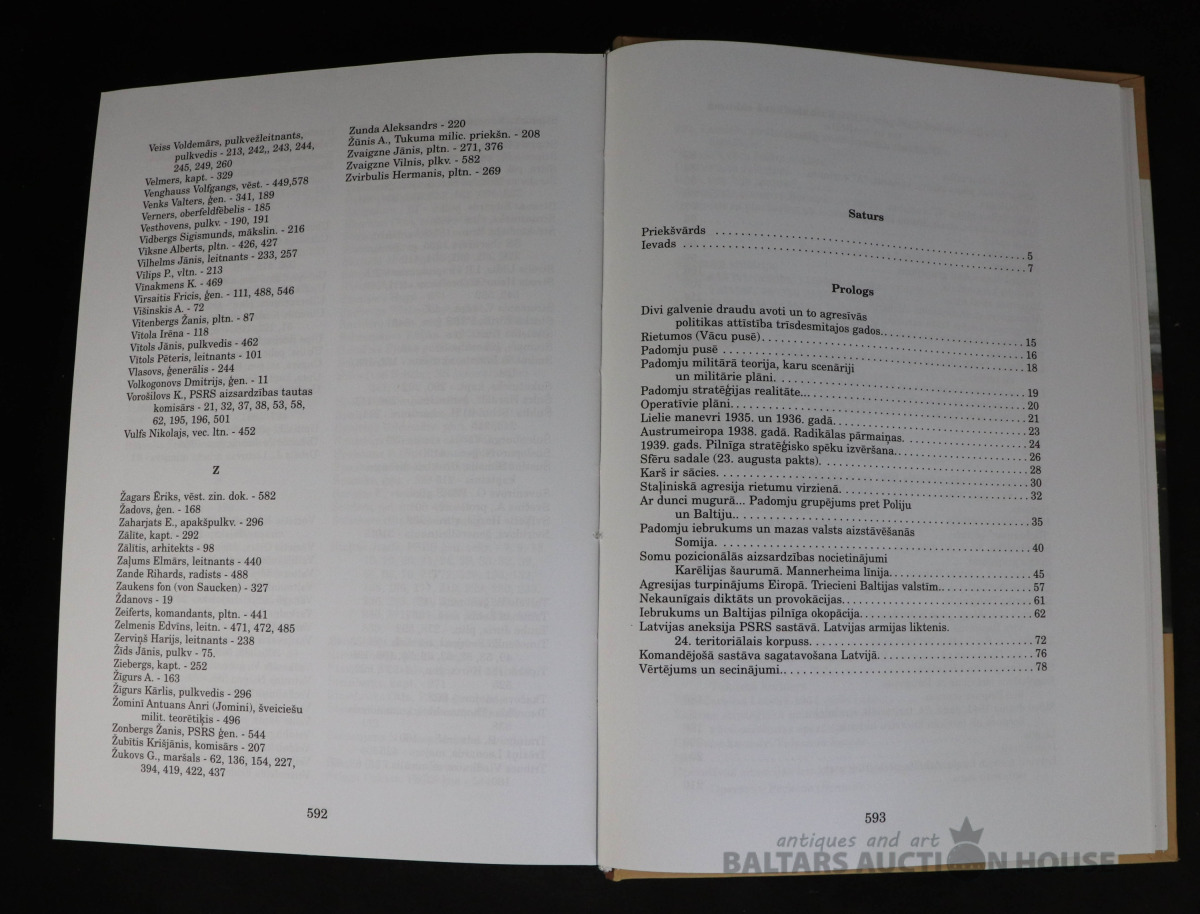 Veiss Voldemārs, pulkvežleitnants,
pulkvedis - 213, 242,, 243, 244,
245, 249, 260
Velmers, kapt. - 329
Venghauss Volfgangs, vēst. - 449,578
Venks Valters, ģen. - 341, 189
Verners, oberfeldfēbelis - 185
Vesthovens, pulkv. - 190, 191
Vidbergs Sigismunds, mākslin. - 216
Vīksne Alberts, pltn. - 426, 427
Vilhelms Jānis, leitnants - 233, 257
Vīlips P., vltn. - 213
Vīnakmens K. - 469
Virsaitis Fricis, ģen. - 111, 488, 546
Višinskis A. - 72
Vītenbergs Žanis, pltn. - 87
Vītola Irēna - 118
Vītols Jānis, pulkvedis - 462
Vītols Pēteris, leitnants - 101
Vlasovs, ģenerālis - 244
Volkogonovs Dmitrijs, ģen. - 11
Vorošilovs K., PSRS aizsardzības tautas
komisārs - 21, 32, 37, 38, 53, 58,
62, 195, 196, 501
Vulfs Nikolajs, vec. ltn. - 452
Z
Žagars Ēriks, vēst. zin. dok. - 582
Žadovs, ģen. - 168
Zaharjats E., apakšpulkv. - 296
Zālīte, kapt. - 292
Zālītis, arhitekts - 98
Zaļums Elmārs, leitnants - 440
Zande Rihards, radists - 488
Zaukens fon (von Saucken) - 327
Ždanovs - 19
Zeiferts, komandants, pltn. - 441
Zelmenis Edvīns, leitn. - 471, 472, 485
Zerviņš Harijs, leitnants - 238
Žīds Jānis, pulkv - 75.
Ziebergs, kapt. - 252
Žīgurs A. - 163
Žīgurs Kārlis, pulkvedis - 296
Žominī Antuans Anri (Jomini), šveiciešu
milit. teorētiķis - 496
Zonbergs Žanis, PSRS ģen. - 544
Žubītis Krišjānis, komisārs - 207
Žukovs G., maršals - 62, 136, 154, 227,
394, 419, 422, 437
Zunda Aleksandrs - 220
Žūnis A., Tukuma milic. priekšn. - 208
Zvaigzne Jānis, pltn. - 271, 376
Zvaigzne Vilnis, plkv. - 582
Zvirbulis Hermanis, pltn. - 269
592
Saturs
Priekšvārds ........ 5
Ievads ........ 7
Prologs
Divi galvenie draudu avoti un to agresīvās
politikas attīstība trīsdesmitajos gados........ 15
Rietumos (Vācu pusē)........ 16
Padomju pusē ........ 18
Padomju militārā teorija, karu scenāriji
un militārie plāni........ 19
Padomju stratēģijas realitāte........ 20
Operatīvie plāni........ 21
Lielie manevri 1935. un 1936. gadā........ 23
Austrumeiropa 1938. gadā. Radikālas pārmaiņas........ 24
1939. gads. Pilnīga stratēģisko spēku izvēršana........ 26
Sfēru sadale (23. augusta pakts)........ 28
Karš ir sācies........ 30
Staļiniskā agresija rietumu virzienā........ 32
Ar dunci mugurā... Padomju grupējums pret Poliju
un Baltiju........ 35
Padomju iebrukums un mazas valsts aizstāvēšanās
Somija........ 40
Somu pozicionālās aizsardzības nocietinājumi
Karēlijas šaurumā. Mannerheima līnija........ 45
Agresijas turpinājums Eiropā. Triecieni Baltijas valstīm........ 57
Nekaunīgais diktāts un provokācijas........ 61
Iebrukums un Baltijas pilnīga okopācija........ 62
Latvijas aneksija PSRS sastāvā. Latvijas armijas liktenis.
24. teritoriālais korpuss........ 72
Komandējošā sastāva sagatavošana Latvijā........ 76
Vērtējums un secinājumi........ 78
593
antiques and art
BALTARS AUCTION HOUSE